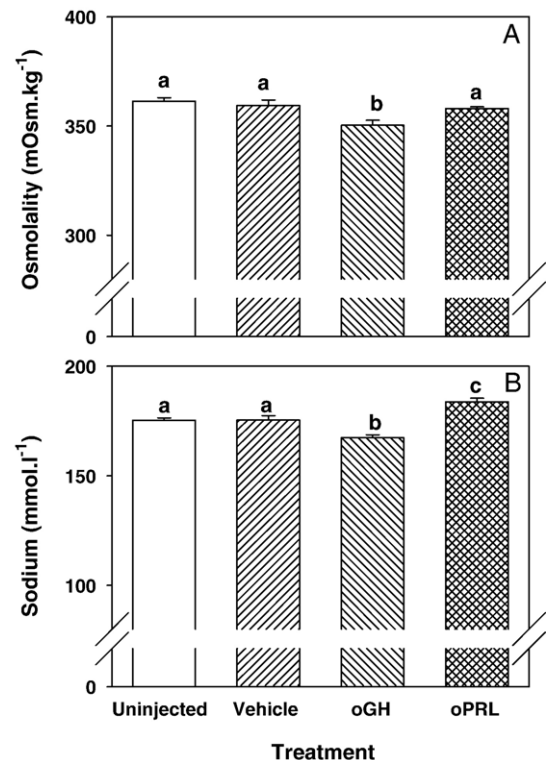 400
A
a
a
b
a
350
300
0
Osmolality (mOsm.kg⁻¹)
200
B
a
a
b
c
150
100
0
Sodium (mmol.l⁻¹)
Uninjected Vehicle oGH oPRL
Treatment